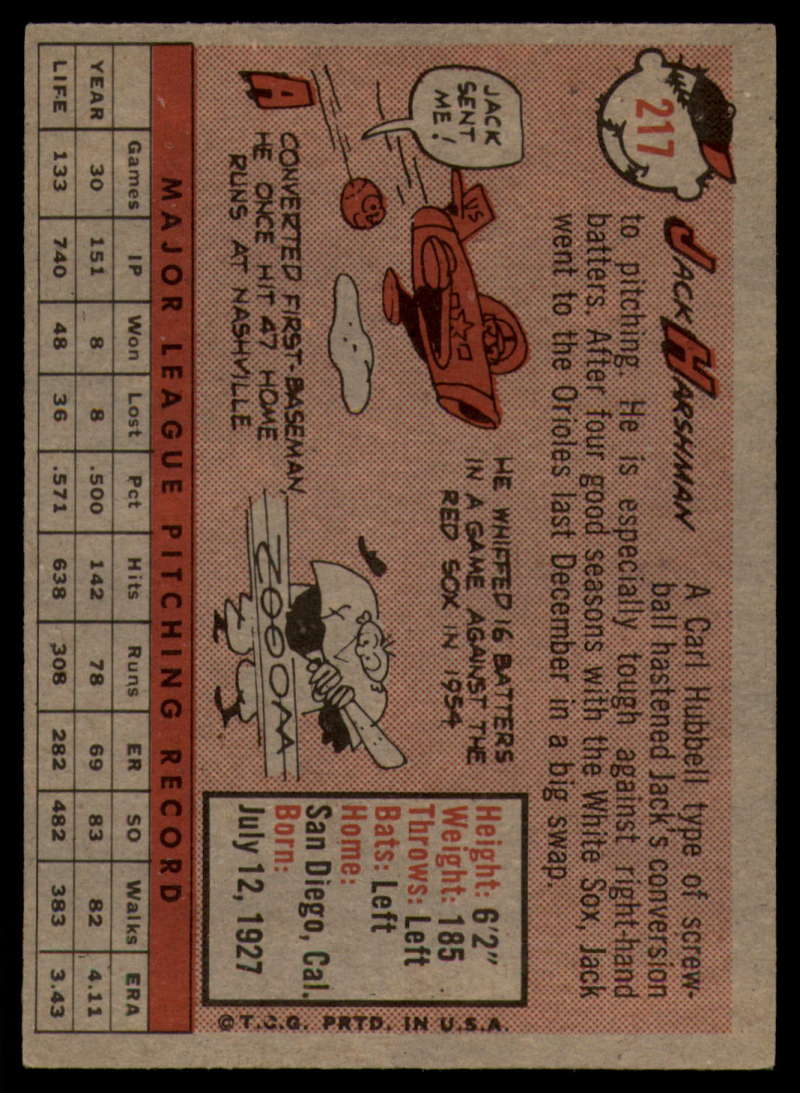 217
JACK HARSHMAN
A Carl Hubbell type of screw-
ball hastened Jack's conversion
to pitching. He is especially tough against right-hand
batters. After four good seasons with the White Sox, Jack
went to the Orioles last December in a big swap.
JACK
SENT
ME!
US
CONVERTED FIRST-BASEMAN,
HE ONCE HIT 47 HOME
RUNS AT NASHVILLE
HE WHIFFED 16 BATTERS
IN A GAME AGAINST THE
RED SOX IN 1954
ZOOOM
Height: 6'2"
Weight: 185
Throws: Left
Bats: Left
Home:
San Diego, Cal.
Born:
July 12, 1927
© T.C.G. PRTD. IN U.S.A.
MAJOR LEAGUE PITCHING RECORD
Games IP Won Lost Pct Hits Runs ER SO Walks ERA
YEAR 30 151 8 8 .500 142 78 69 83 82 4.11
LIFE 133 740 48 36 .571 638 308 282 482 383 3.43